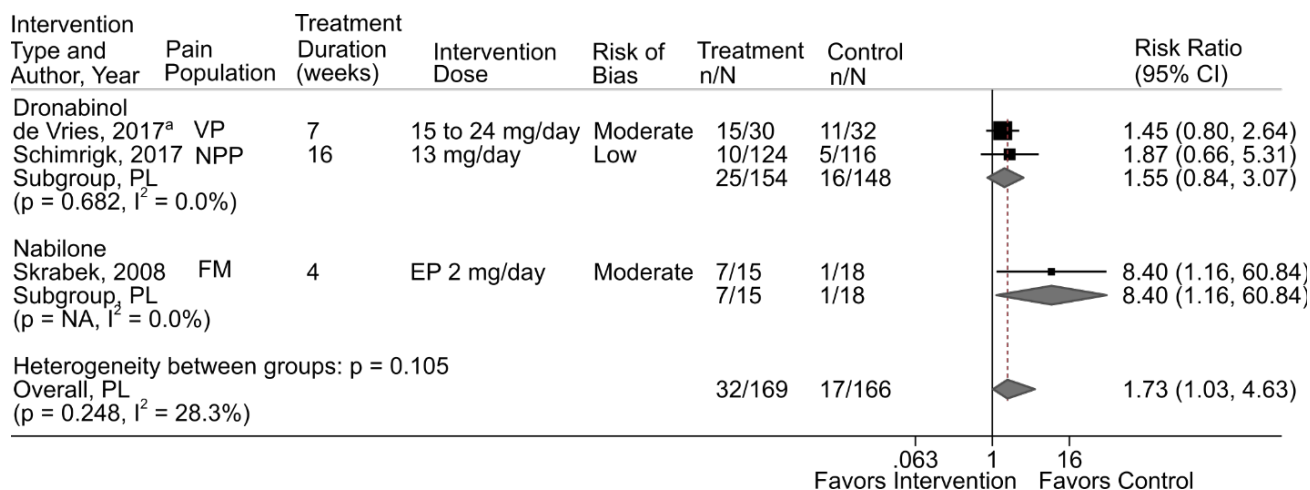 Intervention Type and Author, Year Pain Population Treatment Duration (weeks) Intervention Dose Risk of Bias Treatment n/N Control n/N Risk Ratio (95% CI)
Dronabinol
de Vries, 2017ᵃ VP 7 15 to 24 mg/day Moderate 15/30 11/32 1.45 (0.80, 2.64)
Schimrigk, 2017 NPP 16 13 mg/day Low 10/124 5/116 1.87 (0.66, 5.31)
Subgroup, PL 25/154 16/148 1.55 (0.84, 3.07)
(p = 0.682, I² = 0.0%)
Nabilone
Skrabek, 2008 FM 4 EP 2 mg/day Moderate 7/15 1/18 8.40 (1.16, 60.84)
Subgroup, PL 7/15 1/18 8.40 (1.16, 60.84)
(p = NA, I² = 0.0%)
Heterogeneity between groups: p = 0.105
Overall, PL 32/169 17/166 1.73 (1.03, 4.63)
(p = 0.248, I² = 28.3%)
.063 1 16
Favors Intervention Favors Control